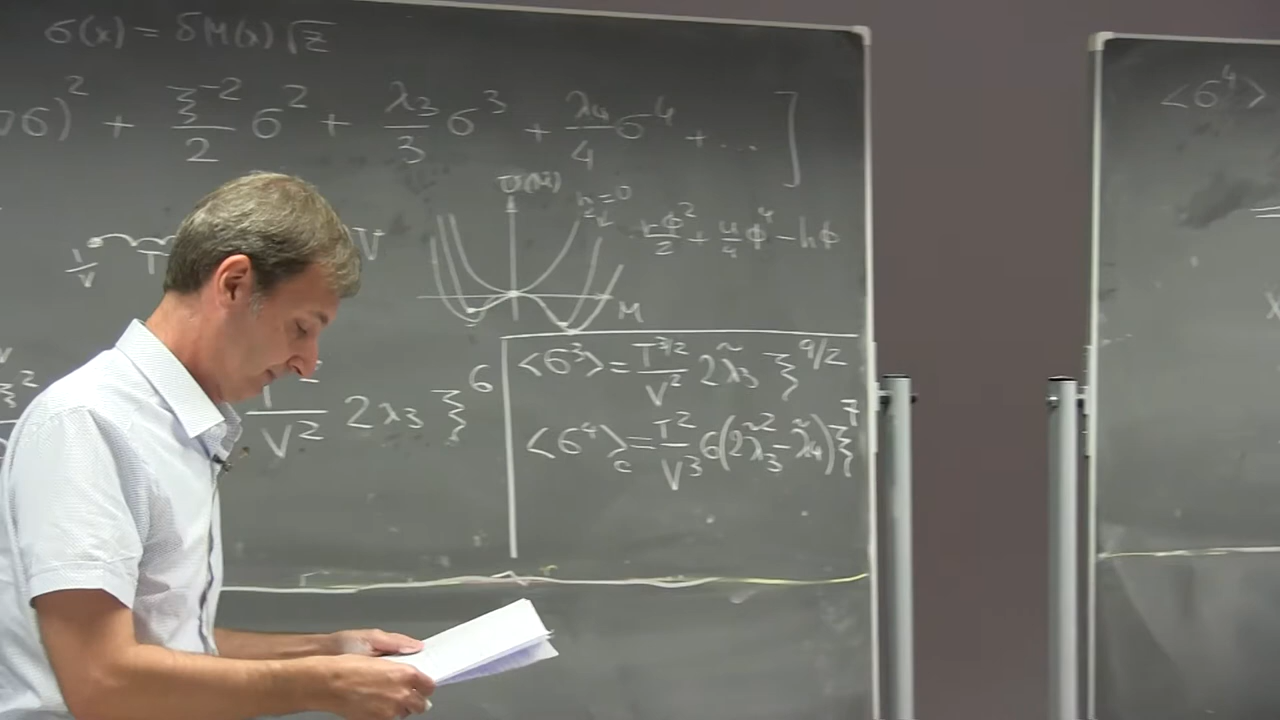 σ(x) = δM(x) √Z
∇σ)² + ξ⁻²/2 σ² + λ₃/3 σ³ + λ₄/4 σ⁴ + ... ]
U(M)
h=0
rφ²/2 + u/4 φ⁴ - hφ
M
1/V
T
V
ξ²
T²/V² 2λ₃ ξ⁶
<σ³> = T^{3/2}/V² 2λ̃₃ ξ^{9/2}
<σ⁴>_c = T²/V³ 6(2λ̃₃² - λ̃₄) ξ⁷
<σ⁴>